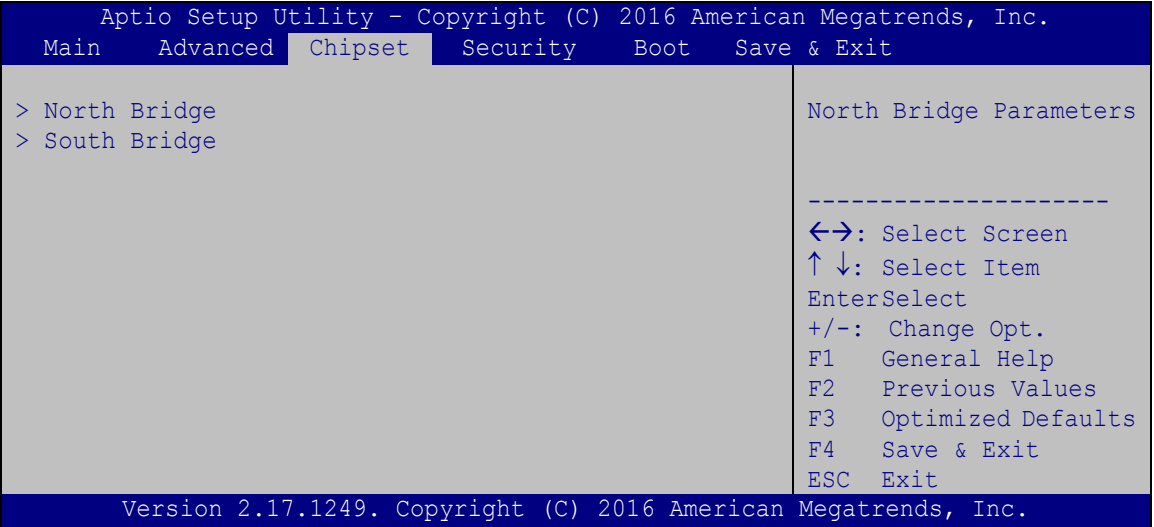 Aptio Setup Utility – Copyright (C) 2016 American Megatrends, Inc.
Main Advanced Chipset Security Boot Save & Exit
> North Bridge
> South Bridge
North Bridge Parameters
---------------------
←→: Select Screen
↑ ↓: Select Item
EnterSelect
+/-: Change Opt.
F1 General Help
F2 Previous Values
F3 Optimized Defaults
F4 Save & Exit
ESC Exit
Version 2.17.1249. Copyright (C) 2016 American Megatrends, Inc.